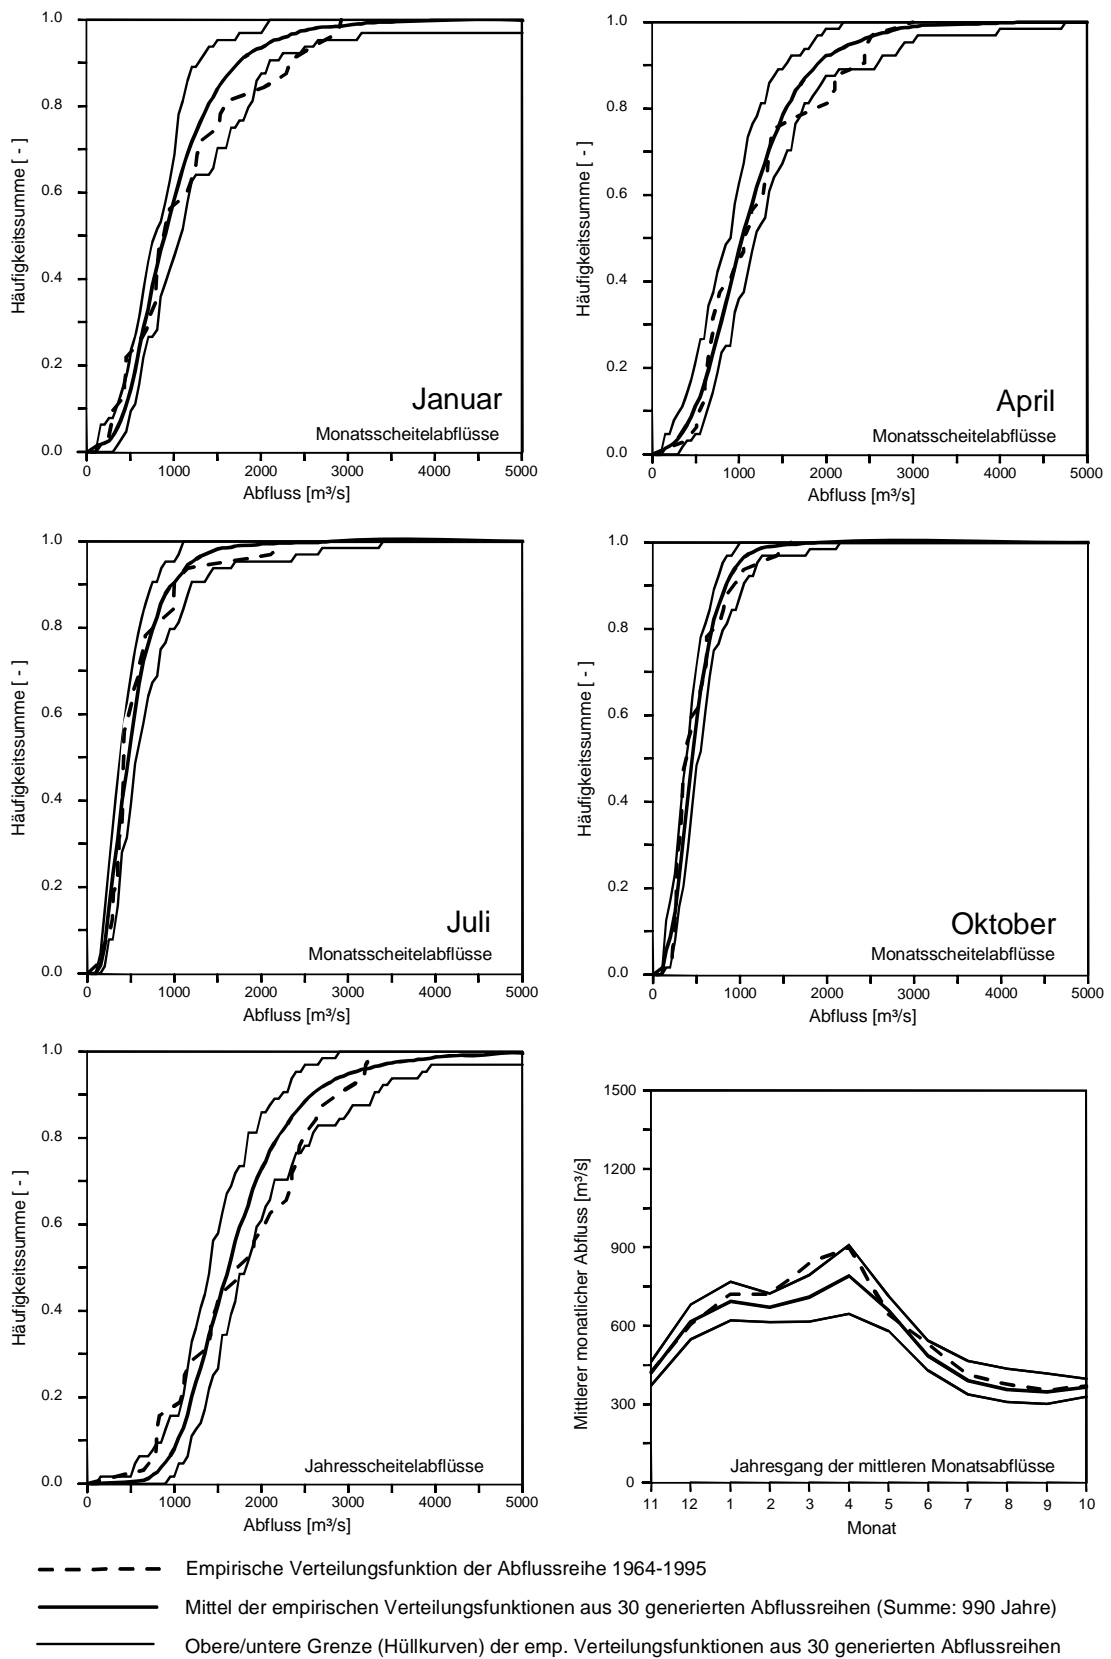 1.0
0.8
0.6
0.4
0.2
0.0
Häufigkeitssumme [ - ]
Januar
Monatsscheitelabflüsse
0 1000 2000 3000 4000 5000
Abfluss [m³/s]
1.0
0.8
0.6
0.4
0.2
0.0
Häufigkeitssumme [ - ]
April
Monatsscheitelabflüsse
0 1000 2000 3000 4000 5000
Abfluss [m³/s]
1.0
0.8
0.6
0.4
0.2
0.0
Häufigkeitssumme [ - ]
Juli
Monatsscheitelabflüsse
0 1000 2000 3000 4000 5000
Abfluss [m³/s]
1.0
0.8
0.6
0.4
0.2
0.0
Häufigkeitssumme [ - ]
Oktober
Monatsscheitelabflüsse
0 1000 2000 3000 4000 5000
Abfluss [m³/s]
1.0
0.8
0.6
0.4
0.2
0.0
Häufigkeitssumme [ - ]
Jahresscheitelabflüsse
0 1000 2000 3000 4000 5000
Abfluss [m³/s]
1500
1200
900
600
300
0
Mittlerer monatlicher Abfluss [m³/s]
Jahresgang der mittleren Monatsabflüsse
11 12 1 2 3 4 5 6 7 8 9 10
Monat
Empirische Verteilungsfunktion der Abflussreihe 1964-1995
Mittel der empirischen Verteilungsfunktionen aus 30 generierten Abflussreihen (Summe: 990 Jahre)
Obere/untere Grenze (Hüllkurven) der emp. Verteilungsfunktionen aus 30 generierten Abflussreihen